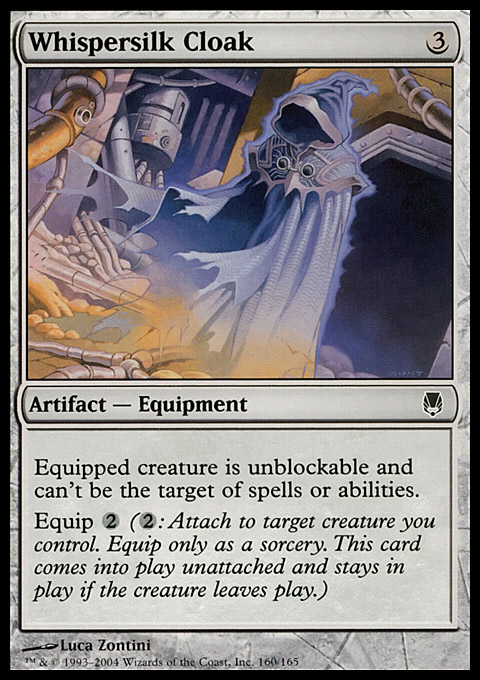 Whispersilk Cloak 3
ZONT.
Artifact — Equipment
Equipped creature is unblockable and
can't be the target of spells or abilities.
Equip 2 (2: Attach to target creature you
control. Equip only as a sorcery. This card
comes into play unattached and stays in
play if the creature leaves play.)
Luca Zontini
™ & © 1993–2004 Wizards of the Coast, Inc. 160/165